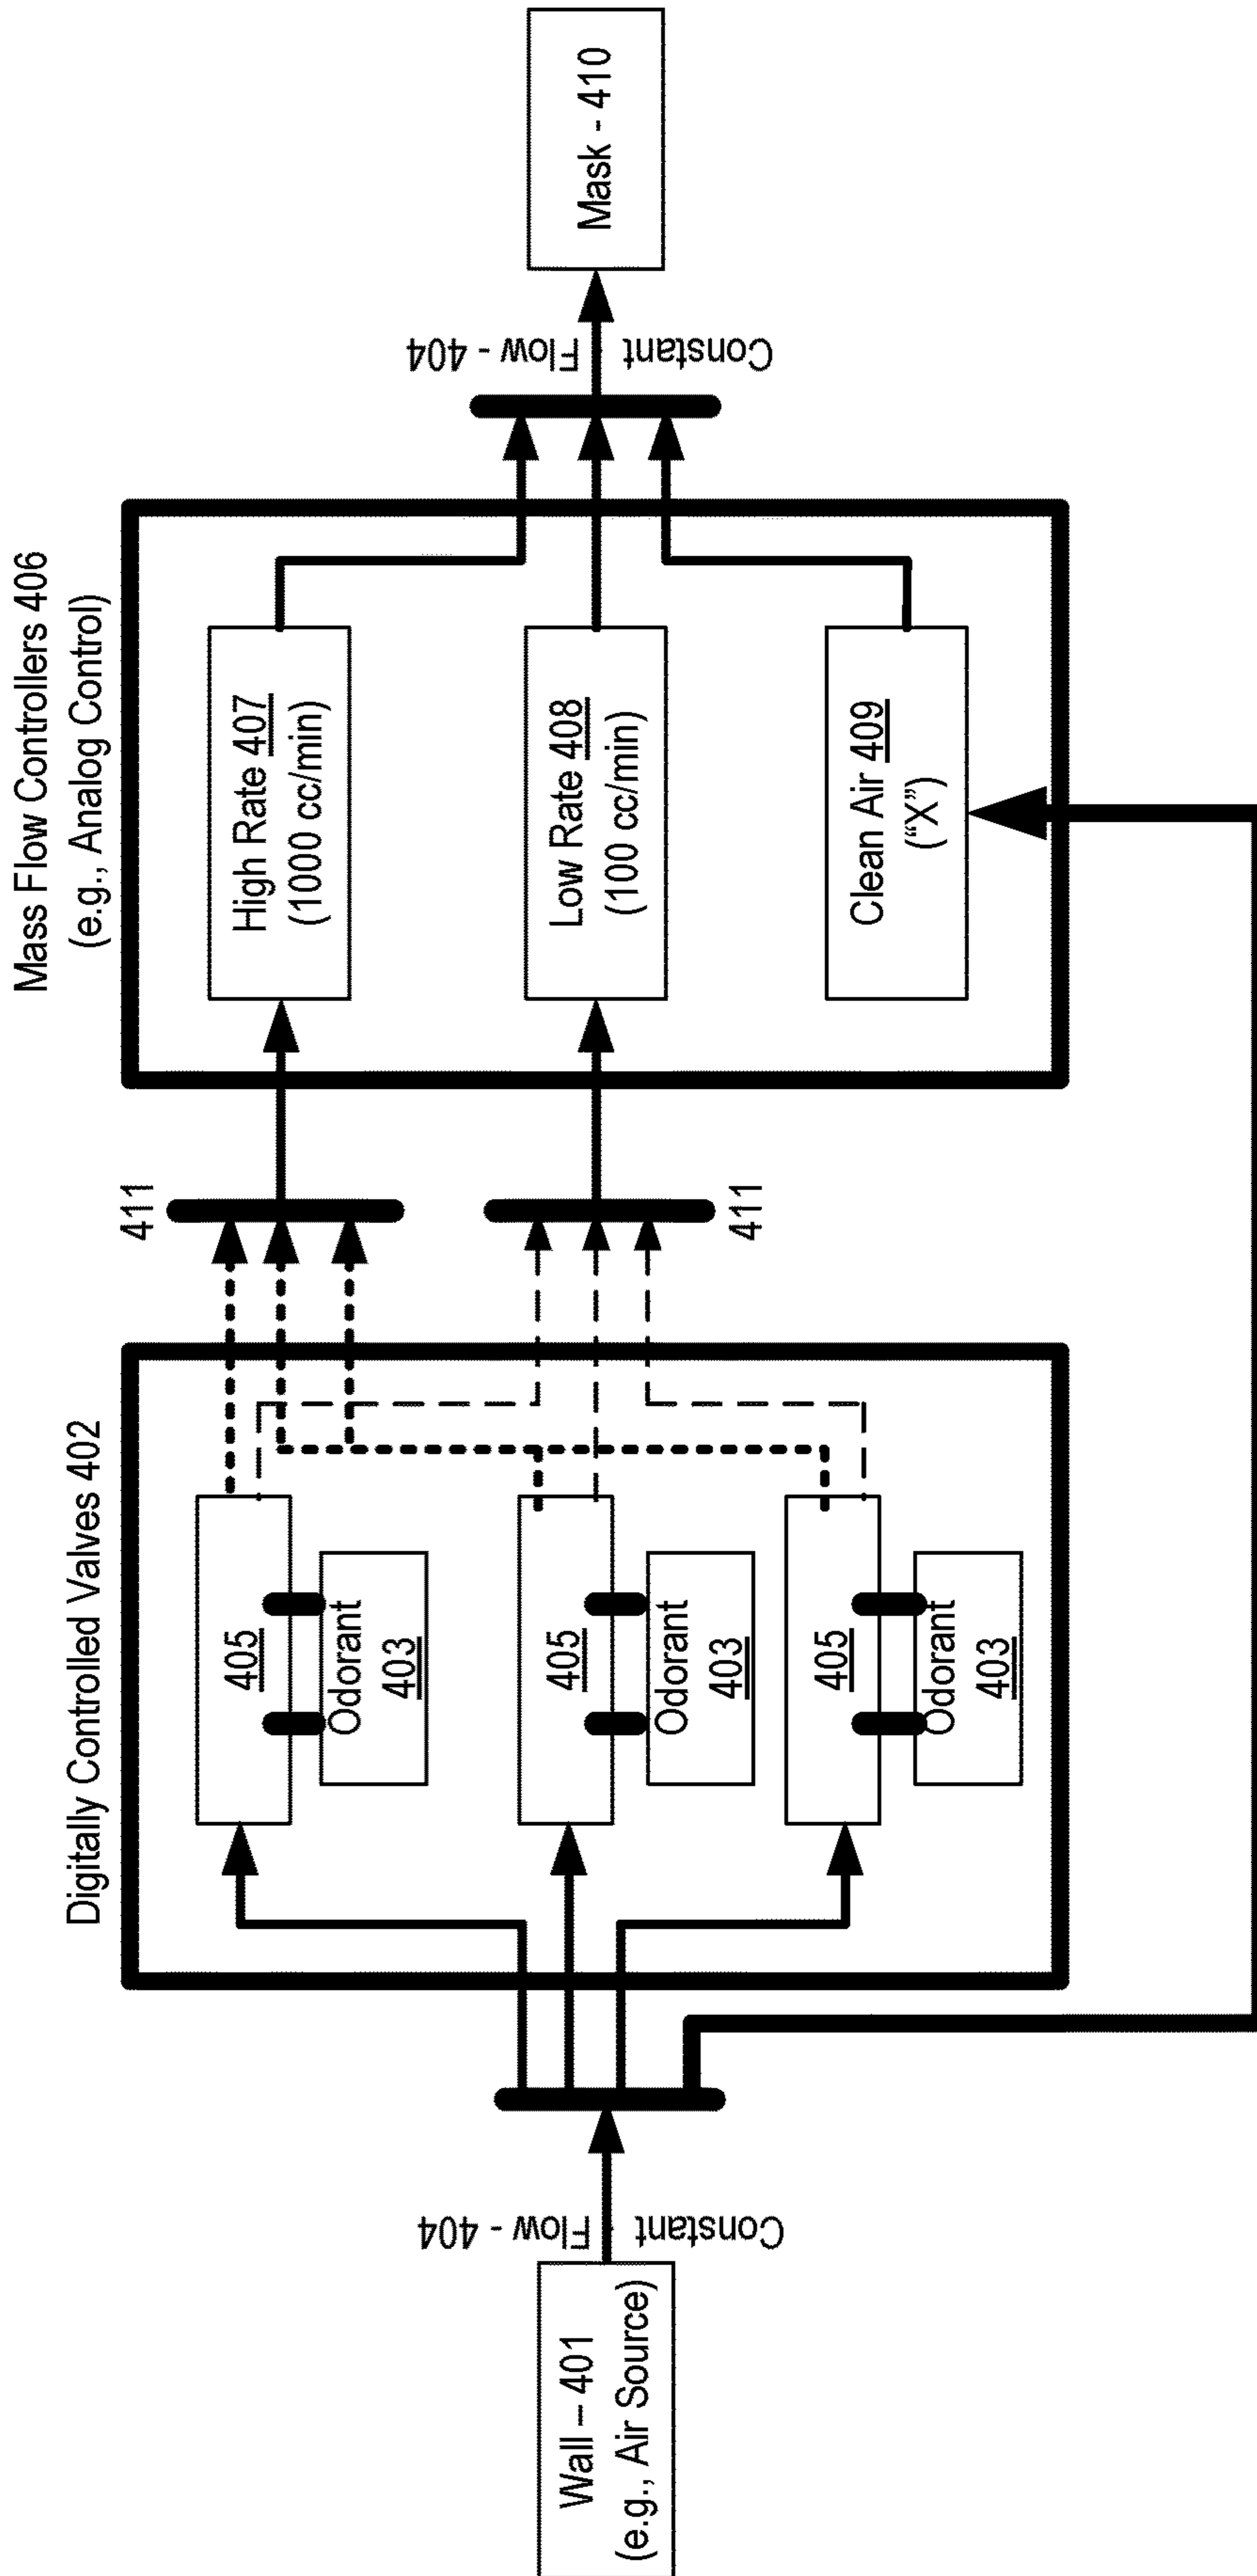 Wall – 401
(e.g., Air Source)
Constant
Flow - 404
Digitally Controlled Valves 402
405
Odorant
403
405
Odorant
403
405
Odorant
403
411
411
Mass Flow Controllers 406
(e.g., Analog Control)
High Rate 407
(1000 cc/min)
Low Rate 408
(100 cc/min)
Clean Air 409
(“X”)
Constant
Flow - 404
Mask - 410